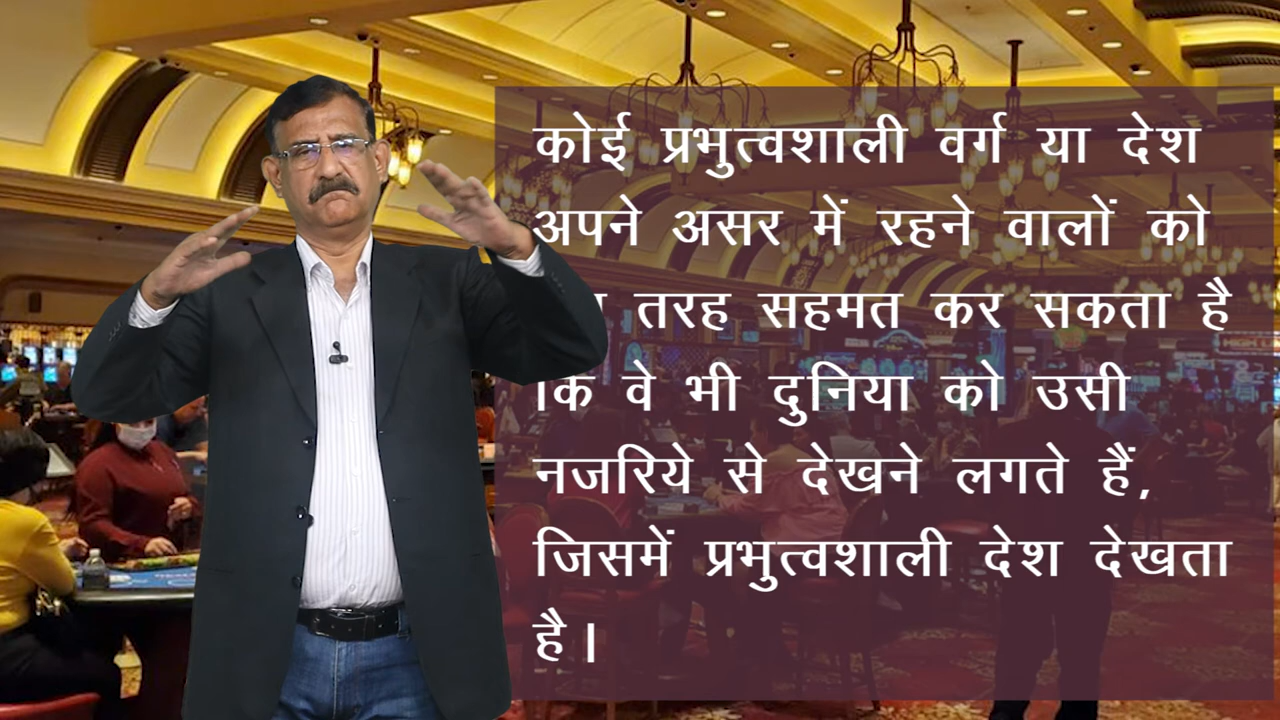 कोई प्रभुत्वशाली वर्ग या देश
अपने असर में रहने वालों को
तरह सहमत कर सकता है
कि वे भी दुनिया को उसी
नजरिये से देखने लगते हैं,
जिसमें प्रभुत्वशाली देश देखता
है।